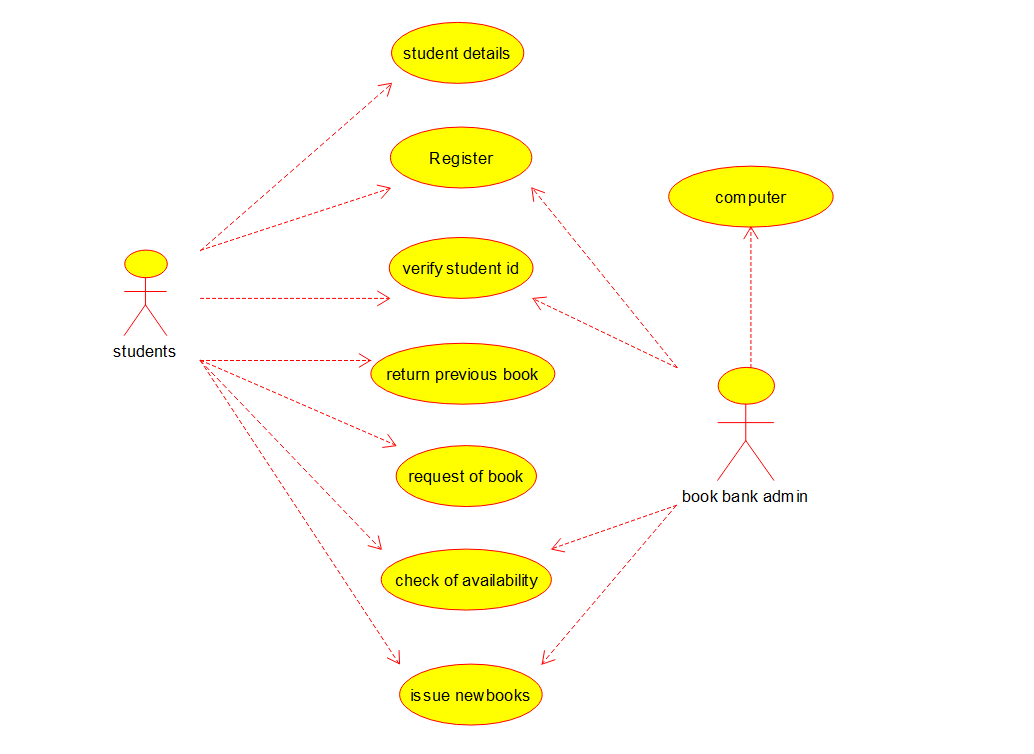 student details
Register
computer
verify student id
students
return previous book
request of book
book bank admin
check of availability
issue newbooks